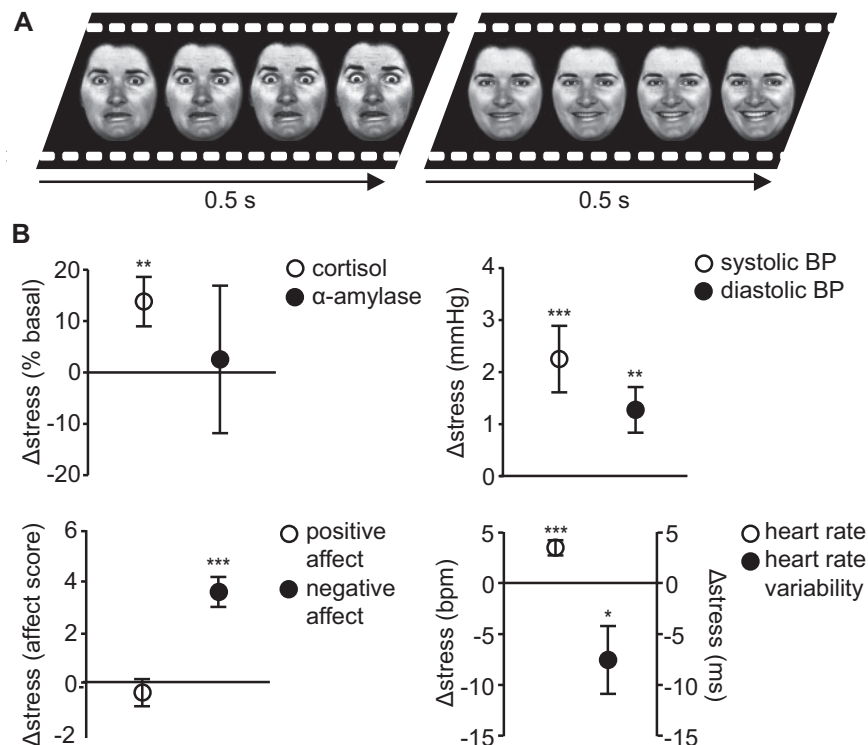 A
0.5 s
0.5 s
B
Δstress (% basal)
20
10
0
-10
-20
**
cortisol
α-amylase
Δstress (mmHg)
4
3
2
1
0
***
**
systolic BP
diastolic BP
Δstress (affect score)
6
4
2
0
-2
***
positive
affect
negative
affect
Δstress (bpm)
5
0
-5
-10
-15
***
*
5
0
-5
-10
-15
Δstress (ms)
heart rate
heart rate
variability